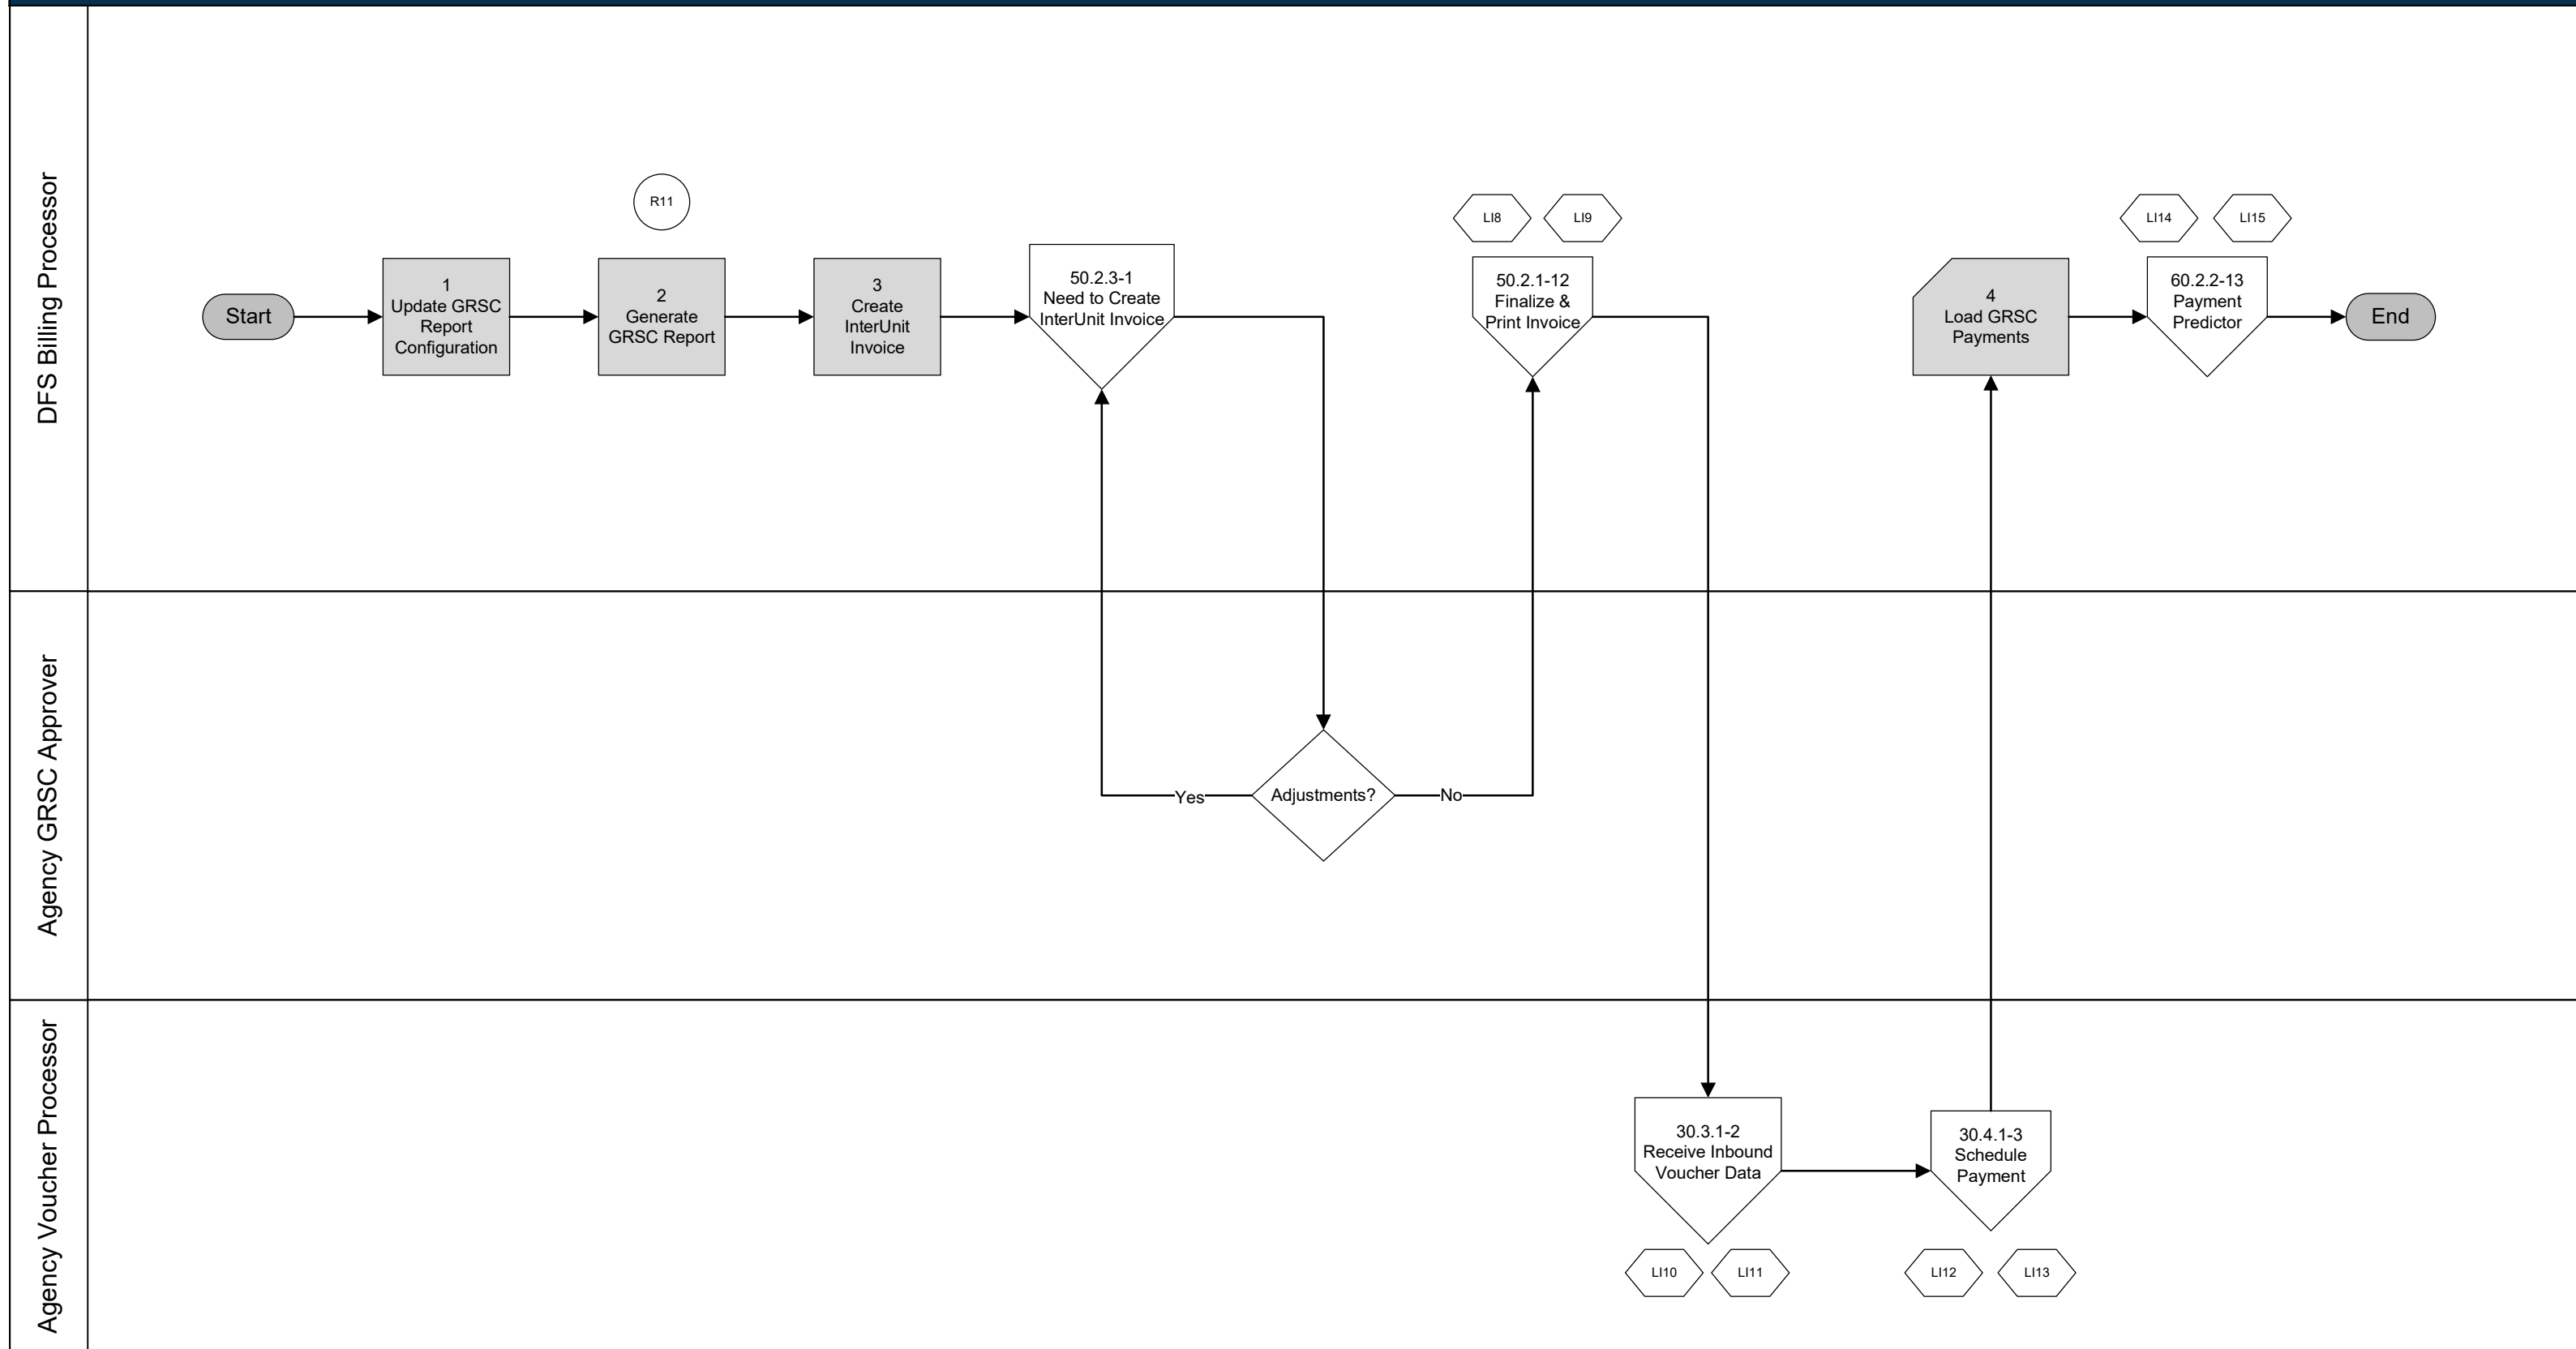 DFS Billing Processor
R11
LI8
LI9
LI14
LI15
Start
1
Update GRSC
Report
Configuration
2
Generate
GRSC Report
3
Create
InterUnit
Invoice
50.2.3-1
Need to Create
InterUnit Invoice
50.2.1-12
Finalize &
Print Invoice
4
Load GRSC
Payments
60.2.2-13
Payment
Predictor
End
Agency GRSC Approver
Yes
Adjustments?
No
Agency Voucher Processor
30.3.1-2
Receive Inbound
Voucher Data
30.4.1-3
Schedule
Payment
LI10
LI11
LI12
LI13